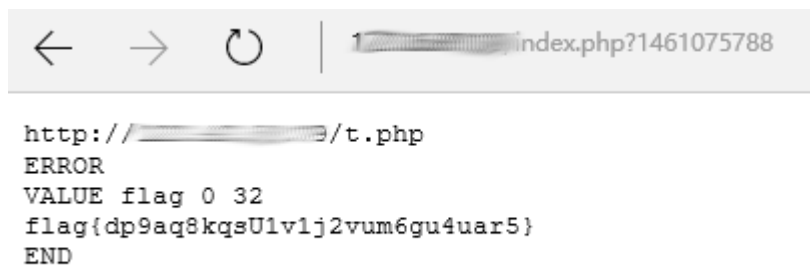 index.php?1461075788
http:// /t.php
ERROR
VALUE flag 0 32
flag{dp9aq8kqsU1v1j2vum6gu4uar5}
END